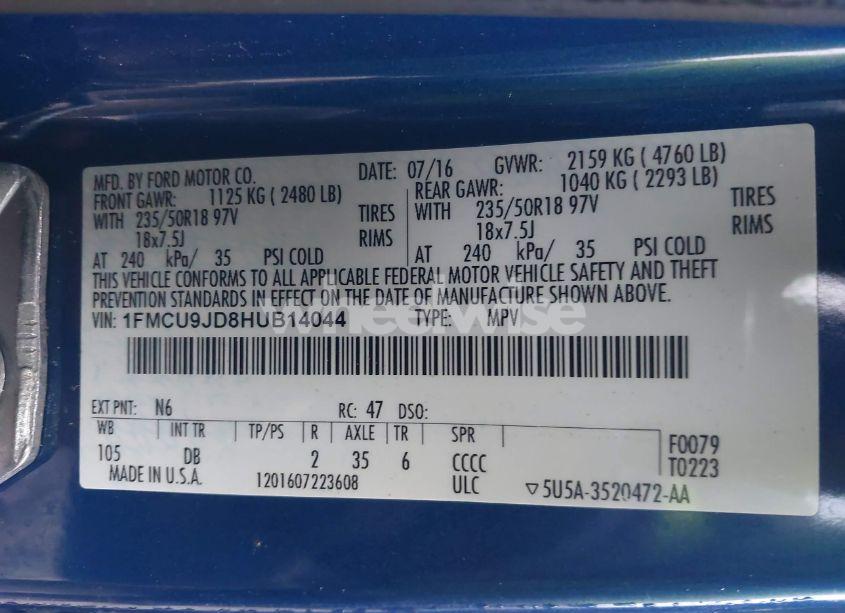 MFD. BY FORD MOTOR CO. DATE: 07/16 GVWR: 2159 KG ( 4760 LB)
FRONT GAWR: 1125 KG ( 2480 LB) REAR GAWR: 1040 KG ( 2293 LB)
WITH 235/50R18 97V TIRES WITH 235/50R18 97V TIRES
18x7.5J RIMS 18x7.5J RIMS
AT 240 kPa/ 35 PSI COLD AT 240 kPa/ 35 PSI COLD
THIS VEHICLE CONFORMS TO ALL APPLICABLE FEDERAL MOTOR VEHICLE SAFETY AND THEFT
PREVENTION STANDARDS IN EFFECT ON THE DATE OF MANUFACTURE SHOWN ABOVE.
VIN: 1FMCU9JD8HUB14044 TYPE: MPV
wheelwise
EXT PNT: N6 RC: 47 DSO:
WB INT TR TP/PS R AXLE TR SPR F0079
105 DB 2 35 6 CCCC T0223
MADE IN U.S.A. 1201607223608 ULC ▽5U5A-3520472-AA